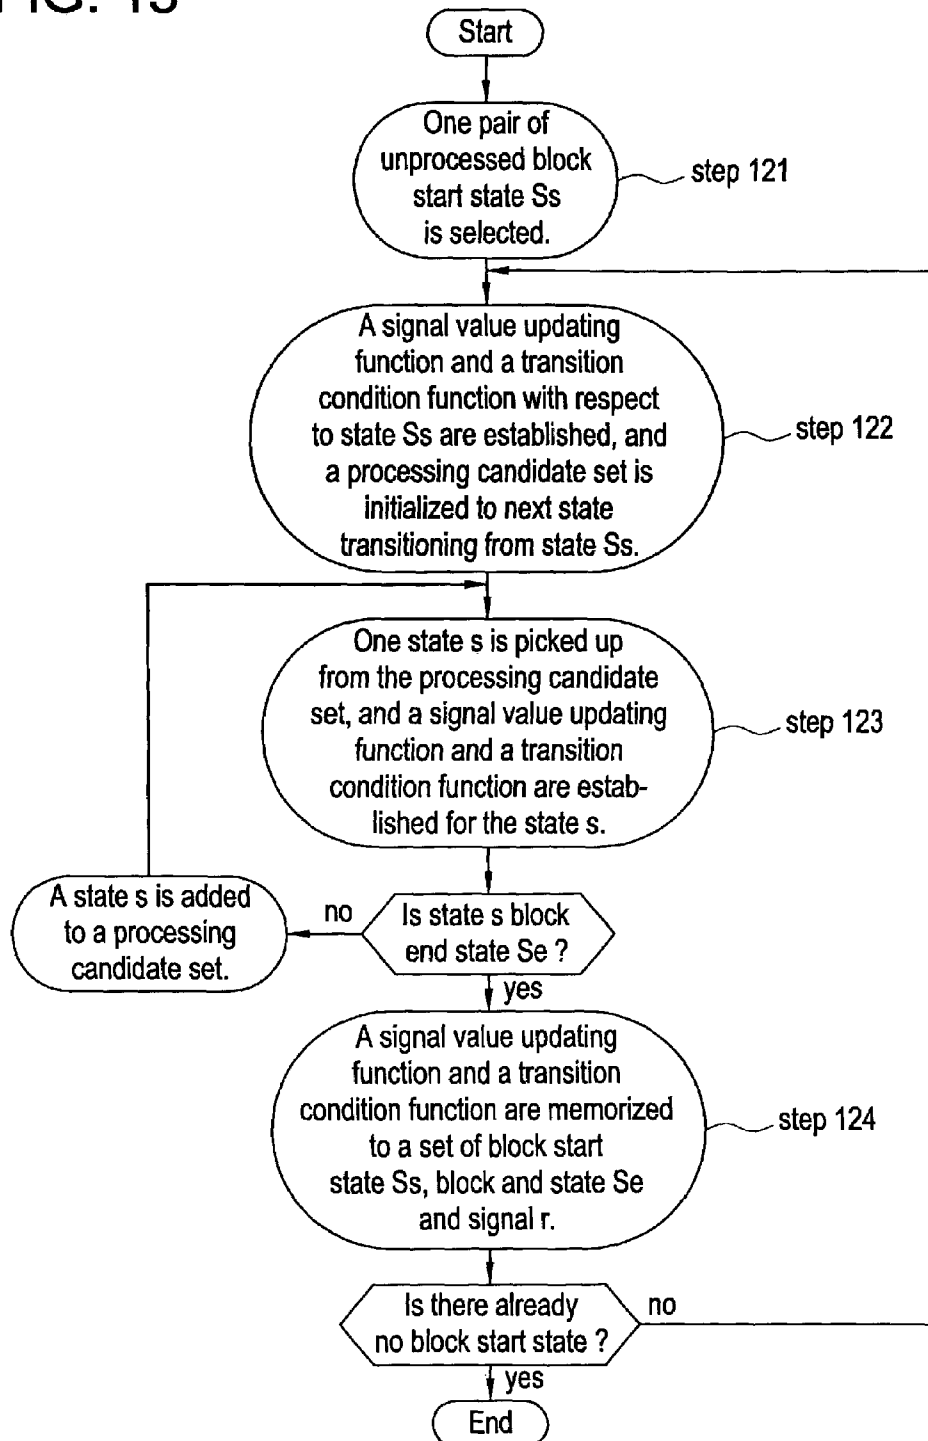 FIG. 13
Start
One pair of
unprocessed block
start state Ss
is selected.
step 121
A signal value updating
function and a transition
condition function with respect
to state Ss are established, and
a processing candidate set is
initialized to next state
transitioning from state Ss.
step 122
One state s is picked up
from the processing candidate
set, and a signal value updating
function and a transition
condition function are estab-
lished for the state s.
step 123
A state s is added
to a processing
candidate set.
no
Is state s block
end state Se ?
yes
A signal value updating
function and a transition
condition function are memorized
to a set of block start
state Ss, block and state Se
and signal r.
step 124
Is there already
no block start state ?
no
yes
End